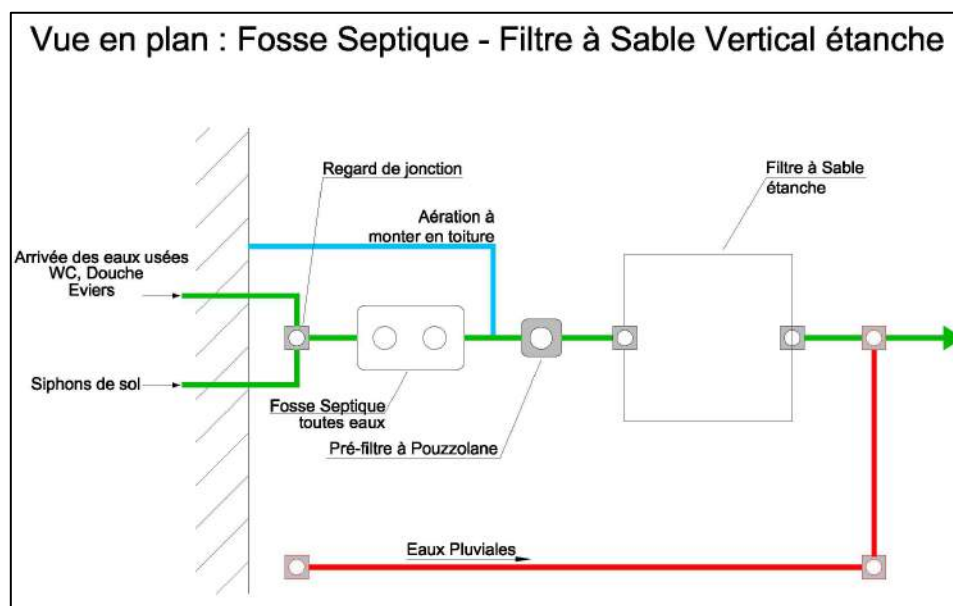 Vue en plan : Fosse Septique - Filtre à Sable Vertical étanche
Regard de jonction
Filtre à Sable
étanche
Aération à
monter en toiture
Arrivée des eaux usées
WC, Douche
Eviers
Siphons de sol
Fosse Septique
toutes eaux
Pré-filtre à Pouzzolane
Eaux Pluviales